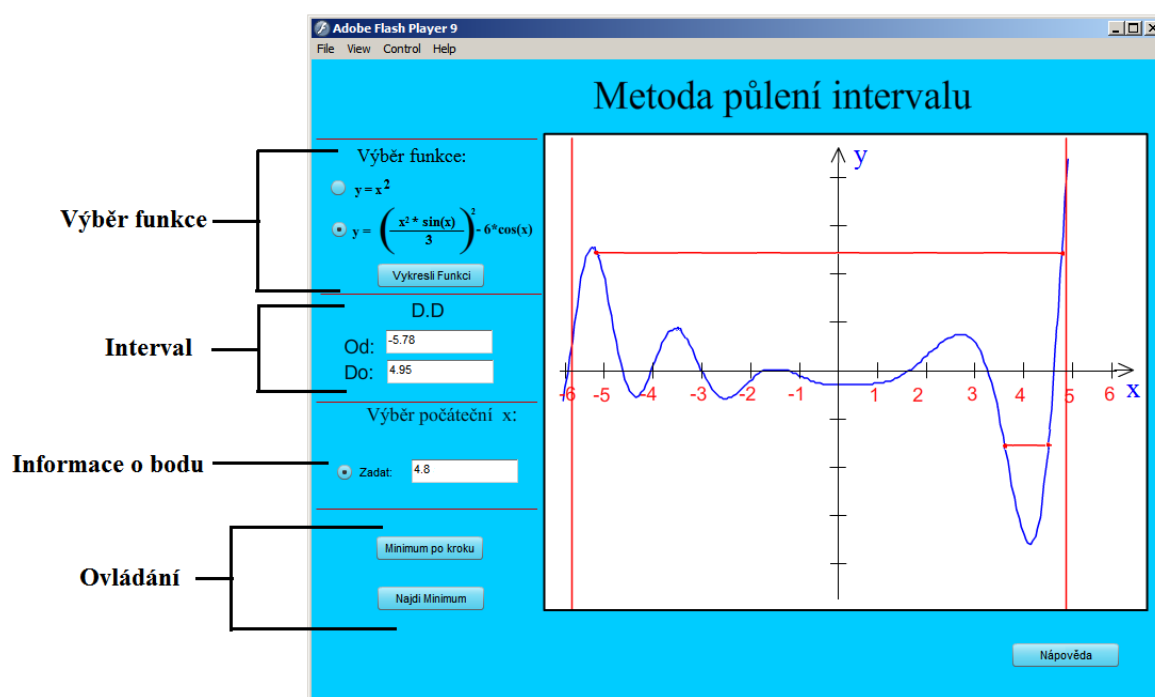 Adobe Flash Player 9
File View Control Help
Metoda půlení intervalu
Výběr funkce
Výběr funkce:
y = x²
y = ( x² * sin(x) / 3 )² - 6*cos(x)
Vykresli Funkci
Interval
D.D
Od: -5.78
Do: 4.95
Výběr počáteční x:
Informace o bodu
Zadat: 4.8
Ovládání
Minimum po kroku
Najdi Minimum
y
-6 -5 -4 -3 -2 -1 1 2 3 4 5 6 x
Nápověda